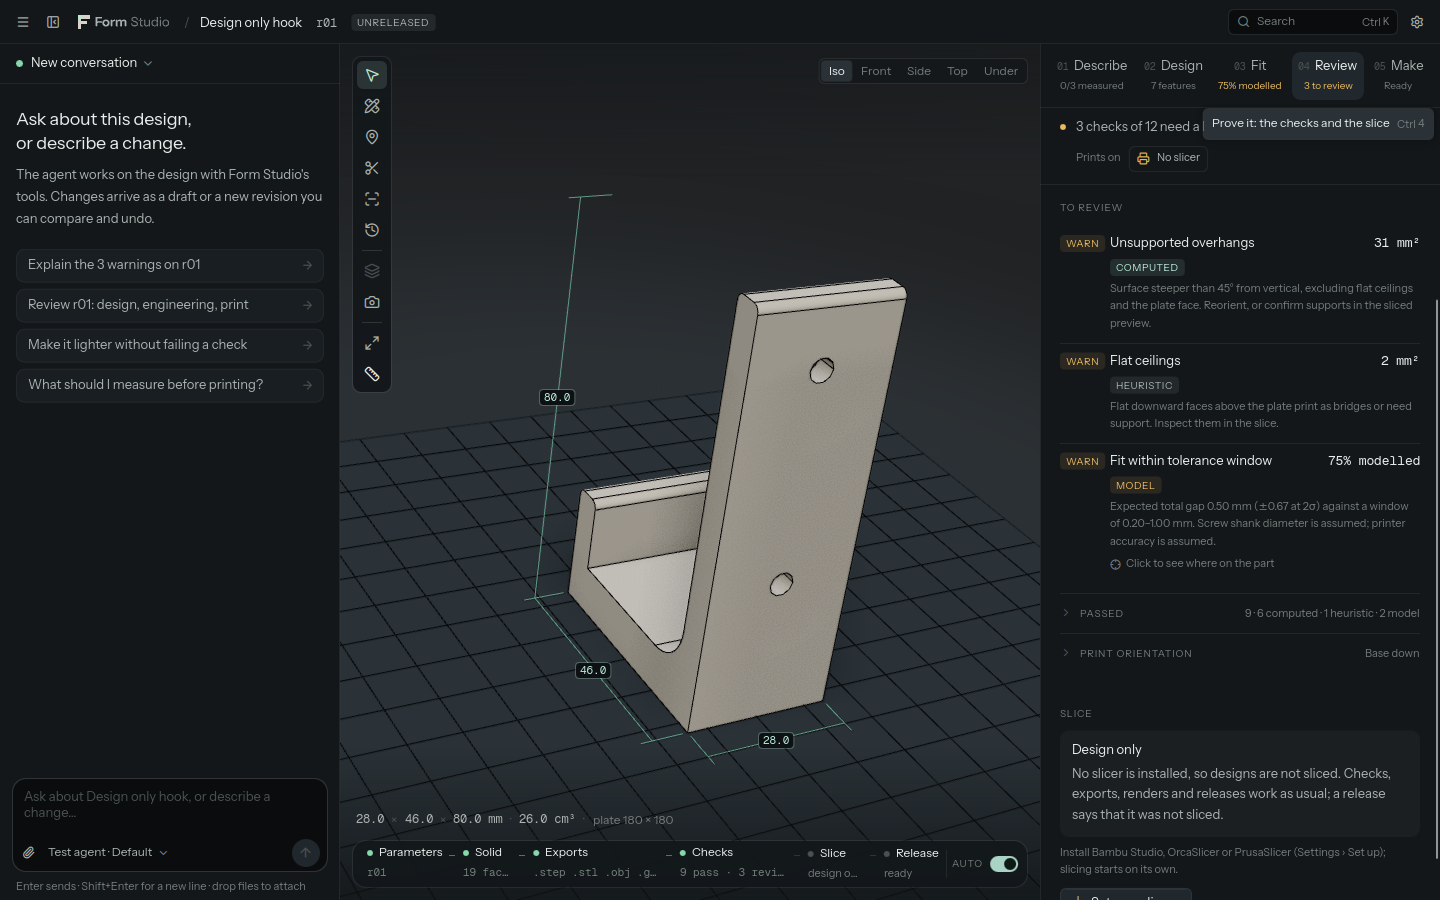 Form Studio / Design only hook r01 UNRELEASED
Search Ctrl K
New conversation
Ask about this design,
or describe a change.
The agent works on the design with Form Studio's
tools. Changes arrive as a draft or a new revision you
can compare and undo.
Explain the 3 warnings on r01
Review r01: design, engineering, print
Make it lighter without failing a check
What should I measure before printing?
Ask about Design only hook, or describe a
change...
Test agent · Default
Enter sends · Shift+Enter for a new line · drop files to attach
Iso Front Side Top Under
80.0
46.0
28.0
28.0 × 46.0 × 80.0 mm · 26.0 cm³ · plate 180 × 180
Parameters Solid Exports Checks Slice Release
r01 19 fac… .step .stl .obj .g… 9 pass · 3 revi… design o… ready
AUTO
01 Describe 02 Design 03 Fit 04 Review 05 Make
0/3 measured 7 features 75% modelled 3 to review Ready
3 checks of 12 need a
Prove it: the checks and the slice Ctrl 4
Prints on No slicer
TO REVIEW
WARN Unsupported overhangs 31 mm²
COMPUTED
Surface steeper than 45° from vertical, excluding flat ceilings
and the plate face. Reorient, or confirm supports in the sliced
preview.
WARN Flat ceilings 2 mm²
HEURISTIC
Flat downward faces above the plate print as bridges or need
support. Inspect them in the slice.
WARN Fit within tolerance window 75% modelled
MODEL
Expected total gap 0.50 mm (±0.67 at 2σ) against a window
of 0.20–1.00 mm. Screw shank diameter is assumed; printer
accuracy is assumed.
Click to see where on the part
PASSED 9 · 6 computed · 1 heuristic · 2 model
PRINT ORIENTATION Base down
SLICE
Design only
No slicer is installed, so designs are not sliced. Checks,
exports, renders and releases work as usual; a release
says that it was not sliced.
Install Bambu Studio, OrcaSlicer or PrusaSlicer (Settings › Set up);
slicing starts on its own.